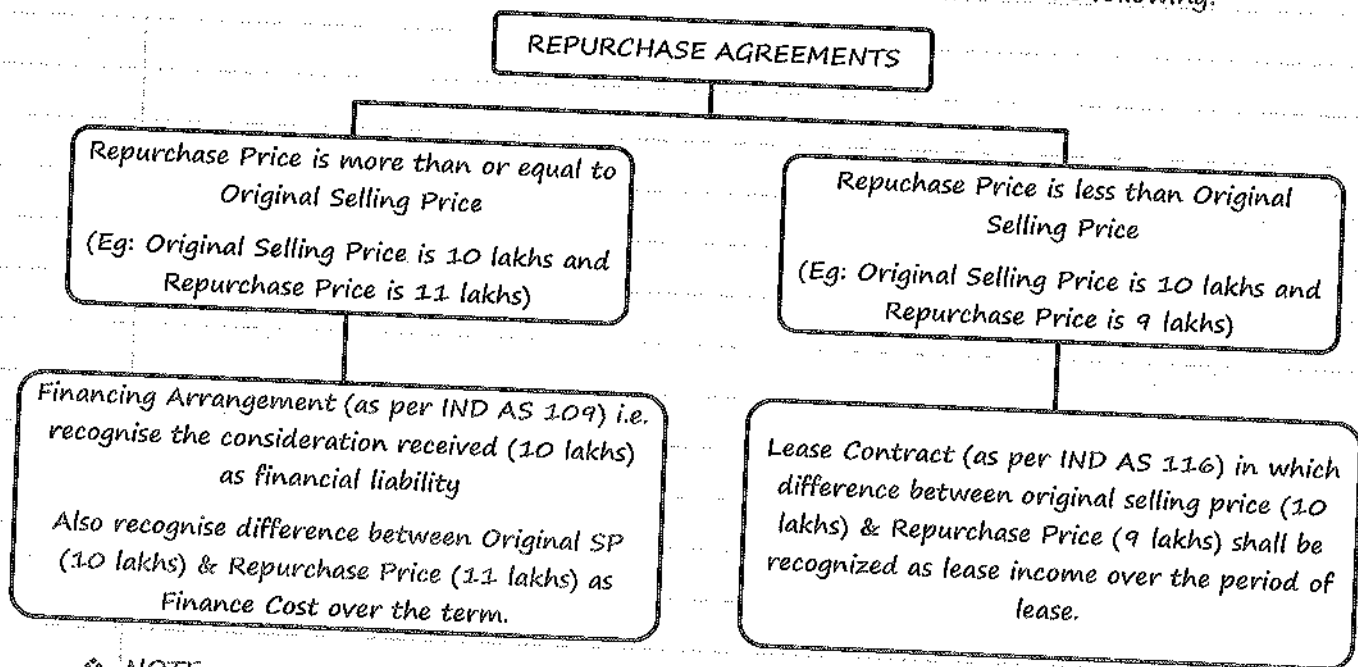 following:
REPURCHASE AGREEMENTS
Repurchase Price is more than or equal to
Original Selling Price
(Eg: Original Selling Price is 10 lakhs and
Repurchase Price is 11 lakhs)
Repuchase Price is less than Original
Selling Price
(Eg: Original Selling Price is 10 lakhs and
Repurchase Price is 9 lakhs)
Financing Arrangement (as per IND AS 109) i.e.
recognise the consideration received (10 lakhs)
as financial liability
Also recognise difference between Original SP
(10 lakhs) & Repurchase Price (11 lakhs) as
Finance Cost over the term.
Lease Contract (as per IND AS 116) in which
difference between original selling price (10
lakhs) & Repurchase Price (9 lakhs) shall be
recognized as lease income over the period of
lease.
NOTE